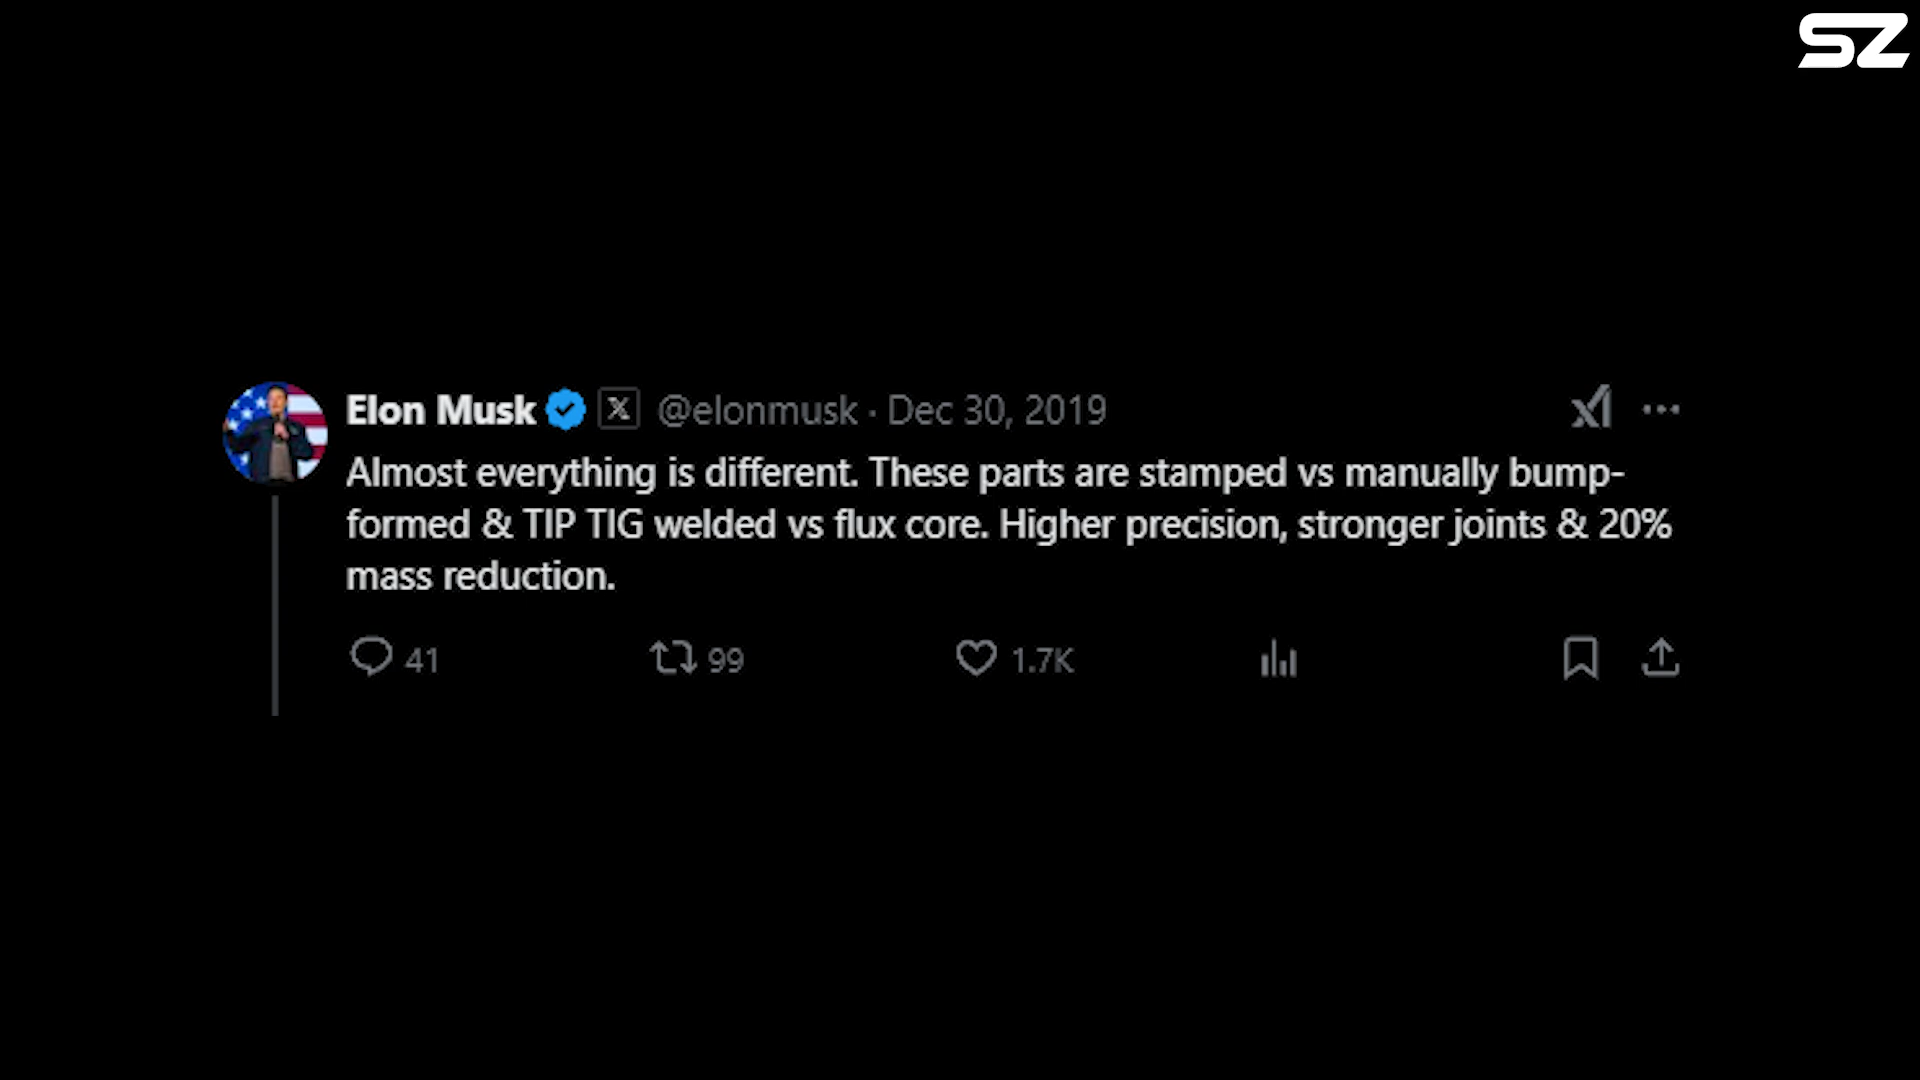 SZ
Elon Musk X @elonmusk · Dec 30, 2019 xI
Almost everything is different. These parts are stamped vs manually bump-
formed & TIP TIG welded vs flux core. Higher precision, stronger joints & 20%
mass reduction.
41 99 1.7K